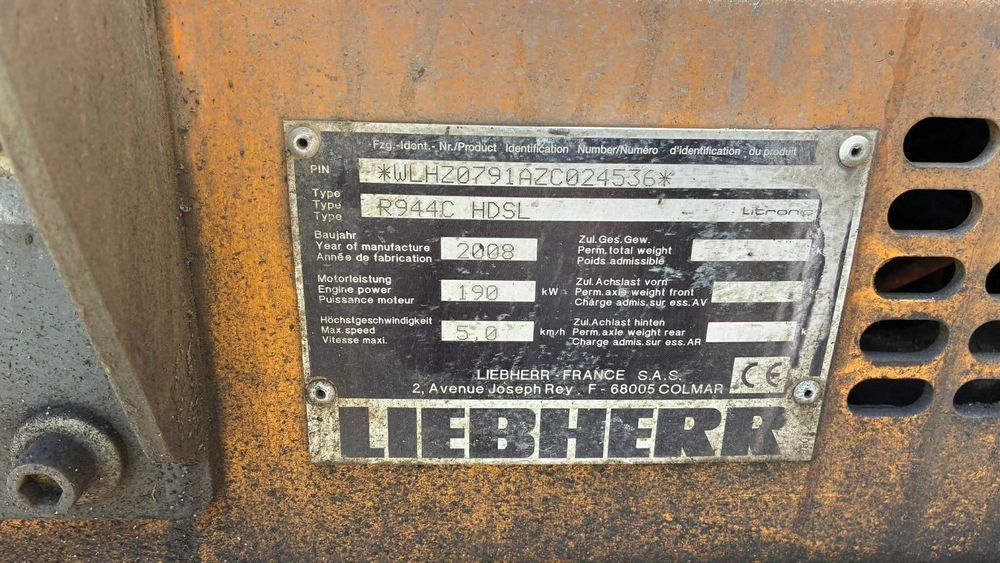 Fzg.-Ident.- Nr./Product Identification Number/Numéro d'identification du produit
PIN *WLHZ0791AZC024536*
Type
Type R944C HDSL Litronic
Type
Baujahr
Year of manufacture 2008
Année de fabrication
Zul. Ges. Gew.
Perm. total weight
Poids admissible
Motorleistung
Engine power 190 kW
Puissance moteur
Zul. Achslast vorn
Perm. axle weight front
Charge admis. sur ess. AV
Höchstgeschwindigkeit
Max. speed 5,0 km/h
Vitesse maxi.
Zul. Achlast hinten
Perm. axle weight rear
Charge admis. sur ess. AR
LIEBHERR-FRANCE S.A.S.
2, Avenue Joseph Rey . F - 68005 COLMAR
CE
LIEBHERR